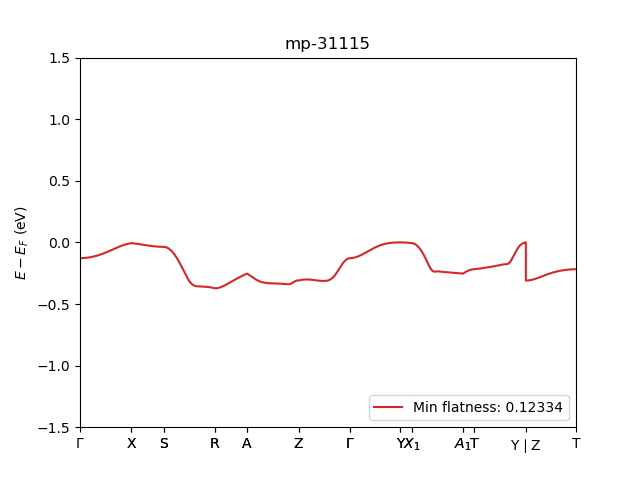 mp-31115
E − E_F (eV)
1.5
1.0
0.5
0.0
−0.5
−1.0
−1.5
Min flatness: 0.12334
Γ X S R A Z Γ Y X₁ A₁ T Y | Z T